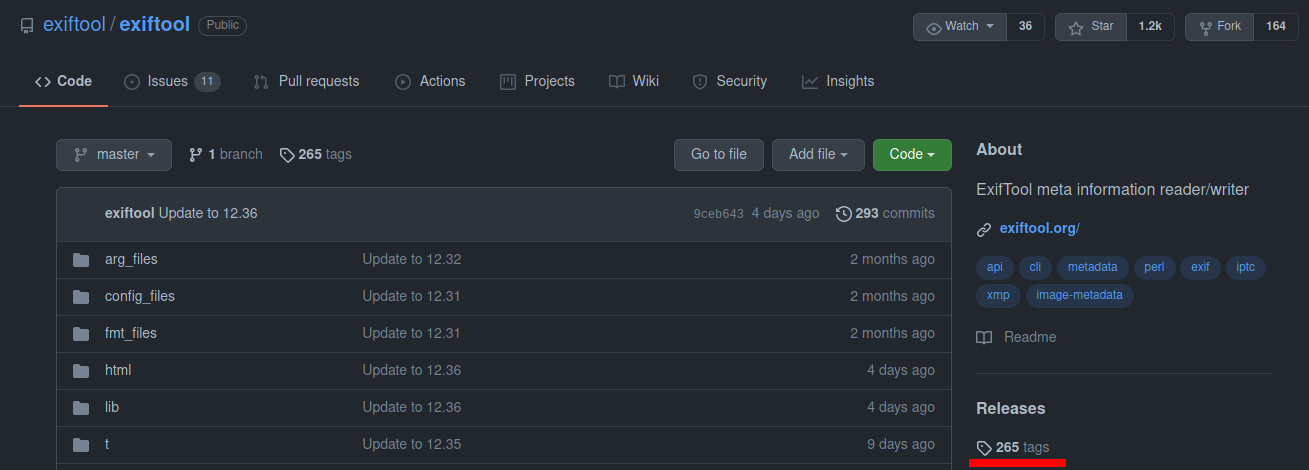 exiftool / exiftool Public
Watch 36 Star 1.2k Fork 164
Code Issues 11 Pull requests Actions Projects Wiki Security Insights
master 1 branch 265 tags Go to file Add file Code
exiftool Update to 12.36 9ceb643 4 days ago 293 commits
arg_files Update to 12.32 2 months ago
config_files Update to 12.31 2 months ago
fmt_files Update to 12.31 2 months ago
html Update to 12.36 4 days ago
lib Update to 12.36 4 days ago
t Update to 12.35 9 days ago
About
ExifTool meta information reader/writer
exiftool.org/
api cli metadata perl exif iptc
xmp image-metadata
Readme
Releases
265 tags